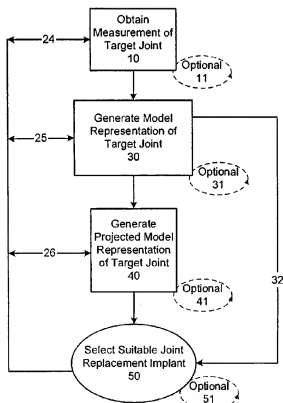 Obtain
Measurement of
Target Joint
10
24
Optional
11
Generate Model
Representation of
Target Joint
30
25
Optional
31
Generate
Projected Model
Representation
of Target Joint
40
26
32
Optional
41
Select Suitable Joint
Replacement Implant
50
Optional
51